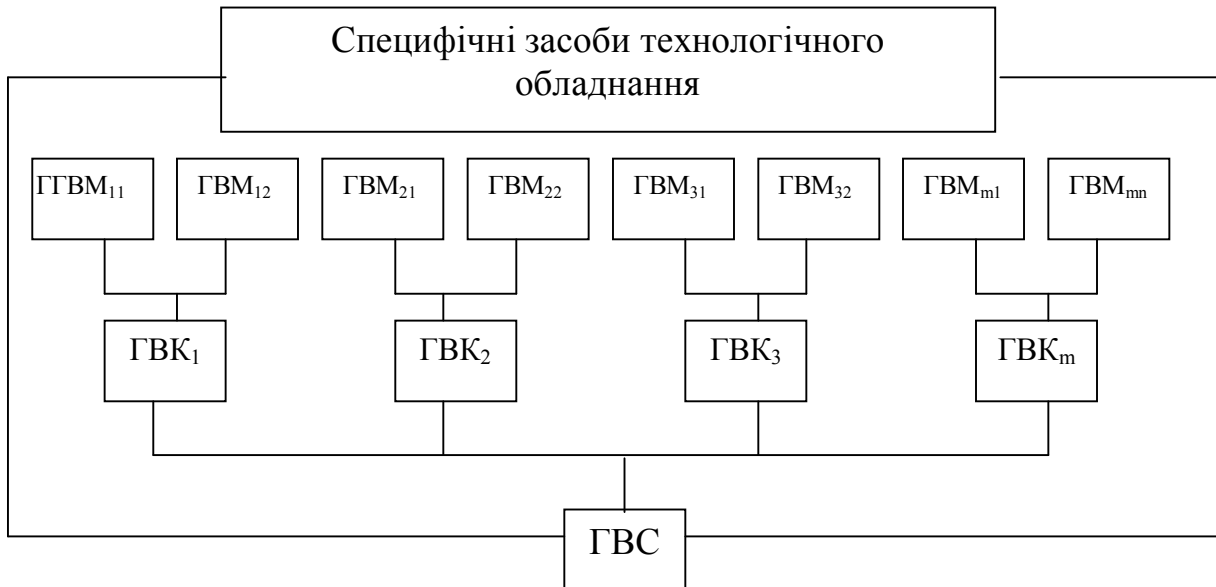 Специфічні засоби технологічного
обладнання
ГГВМ₁₁ ГВМ₁₂ ГВМ₂₁ ГВМ₂₂ ГВМ₃₁ ГВМ₃₂ ГВМₘ₁ ГВМₘₙ
ГВК₁ ГВК₂ ГВК₃ ГВКₘ
ГВС